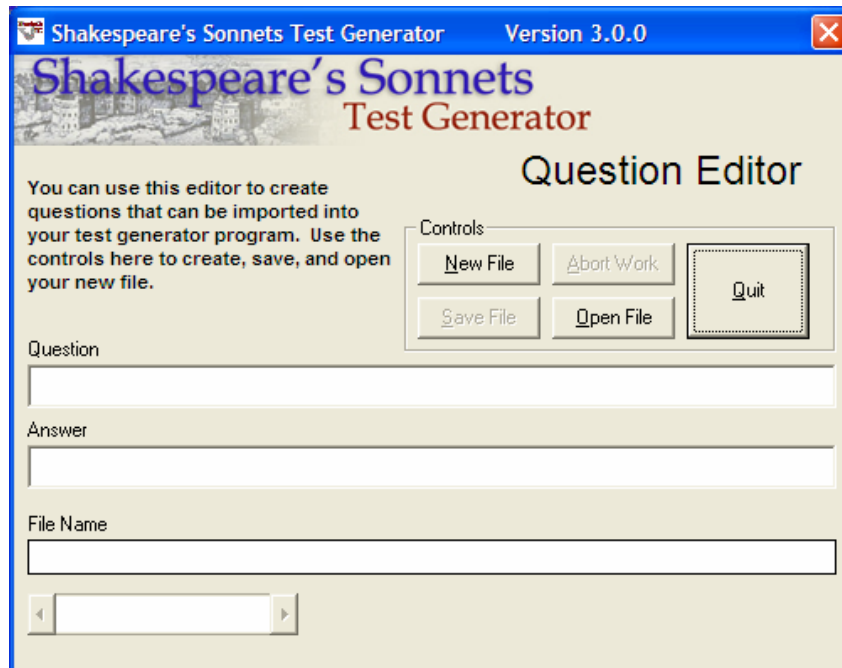 Shakespeare's Sonnets Test Generator Version 3.0.0
Shakespeare's Sonnets
Test Generator
Question Editor
You can use this editor to create
questions that can be imported into
your test generator program. Use the
controls here to create, save, and open
your new file.
Controls
New File
Abort Work
Quit
Save File
Open File
Question
Answer
File Name